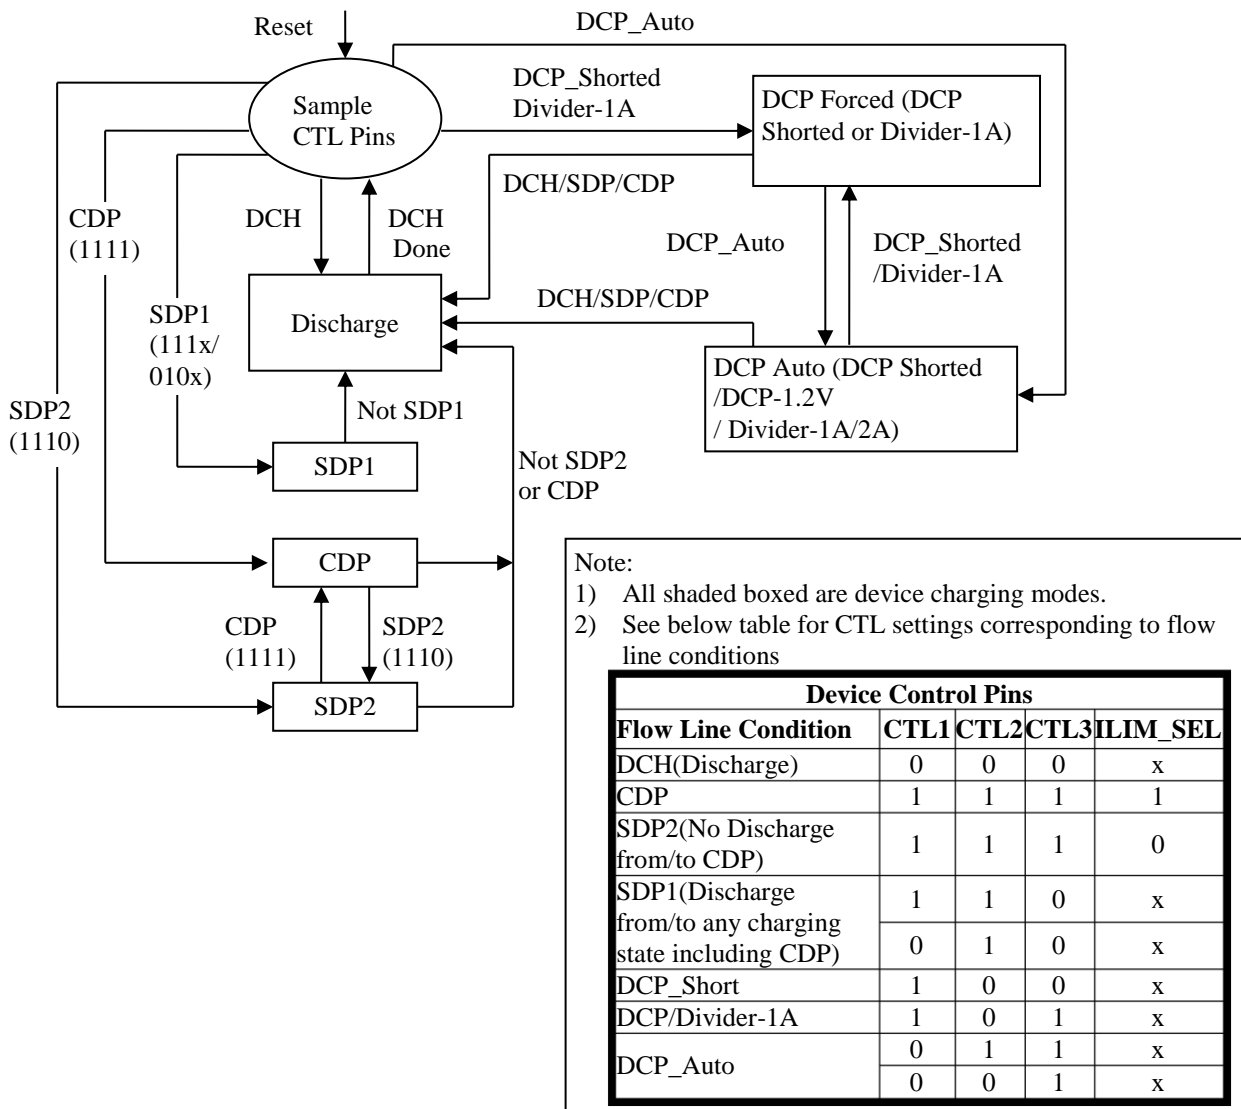 Reset
DCP_Auto
Sample
CTL Pins
DCP_Shorted
Divider-1A
DCP Forced (DCP
Shorted or Divider-1A)
CDP
(1111)
DCH
DCH
Done
DCH/SDP/CDP
DCP_Auto
DCP_Shorted
/Divider-1A
SDP1
(111x/
010x)
Discharge
DCH/SDP/CDP
DCP Auto (DCP Shorted
/DCP-1.2V
/ Divider-1A/2A)
SDP2
(1110)
Not SDP1
SDP1
Not SDP2
or CDP
CDP
CDP
(1111)
SDP2
(1110)
SDP2
Note:
1) All shaded boxed are device charging modes.
2) See below table for CTL settings corresponding to flow
line conditions
Device Control Pins
Flow Line Condition CTL1 CTL2 CTL3 ILIM_SEL
DCH(Discharge) 0 0 0 x
CDP 1 1 1 1
SDP2(No Discharge
from/to CDP) 1 1 1 0
SDP1(Discharge 1 1 0 x
from/to any charging
state including CDP) 0 1 0 x
DCP_Short 1 0 0 x
DCP/Divider-1A 1 0 1 x
DCP_Auto 0 1 1 x
0 0 1 x